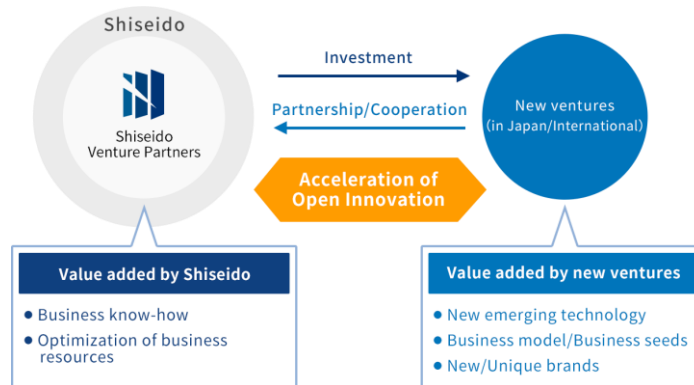 Shiseido
Shiseido
Venture Partners
Investment
Partnership/Cooperation
New ventures
(in Japan/International)
Acceleration of
Open Innovation
Value added by Shiseido
● Business know-how
● Optimization of business
resources
Value added by new ventures
● New emerging technology
● Business model/Business seeds
● New/Unique brands